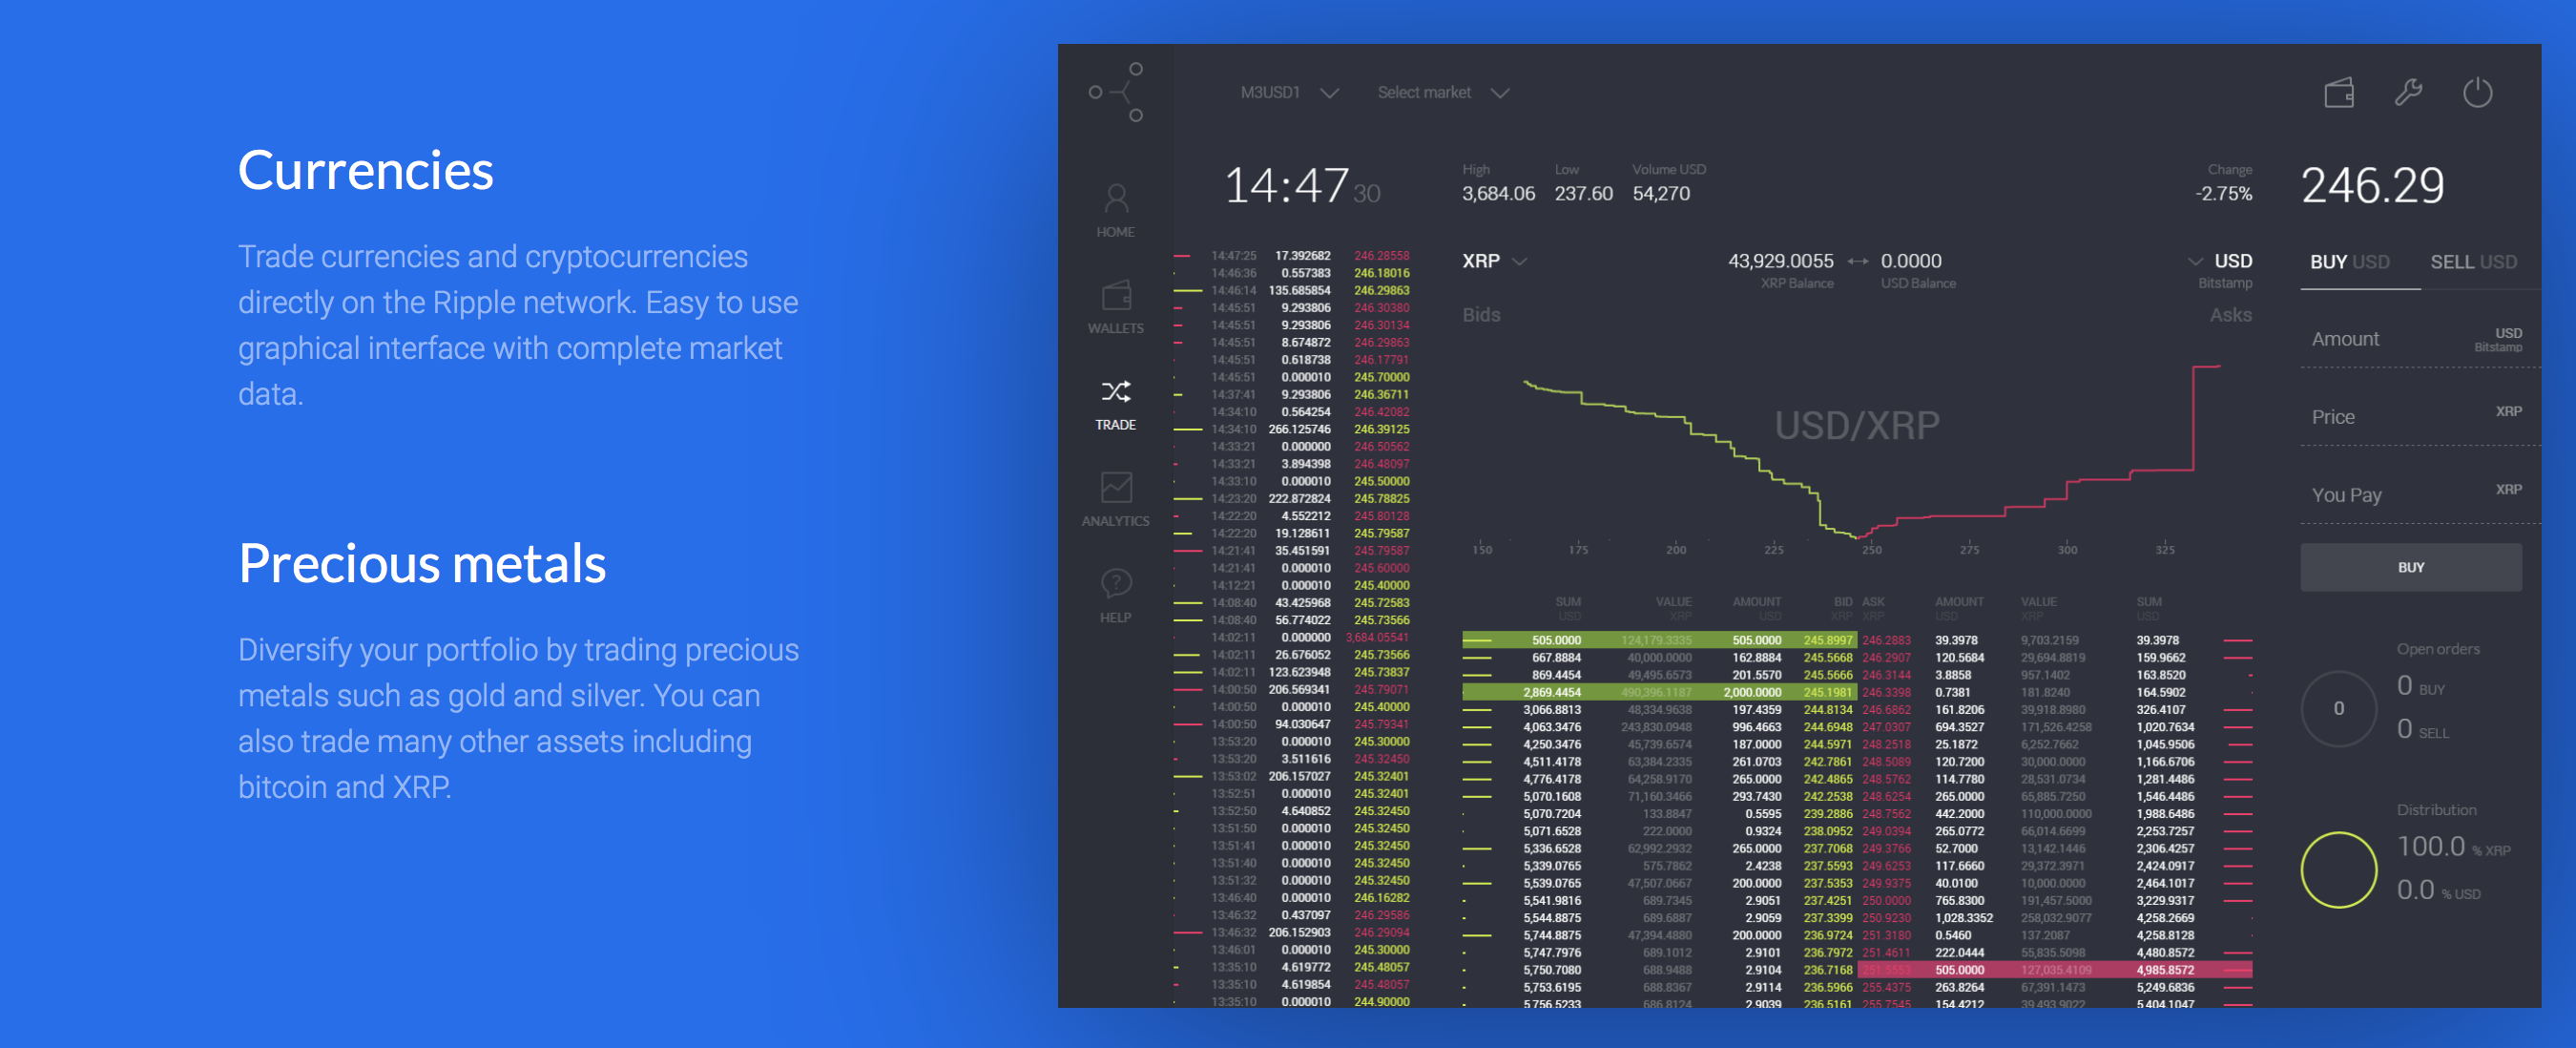 Currencies
Trade currencies and cryptocurrencies
directly on the Ripple network. Easy to use
graphical interface with complete market
data.
Precious metals
Diversify your portfolio by trading precious
metals such as gold and silver. You can
also trade many other assets including
bitcoin and XRP.
M3USD1 Select market
HOME
WALLETS
TRADE
ANALYTICS
HELP
14:47 30
High Low Volume USD Change
3,684.06 237.60 54,270 -2.75%
246.29
14:47:25 17.392682 246.28558
14:46:36 0.557383 246.18016
14:46:14 135.685854 246.29863
14:45:51 9.293806 246.30380
14:45:51 9.293806 246.30134
14:45:51 8.674872 246.29863
14:45:51 0.618738 246.17791
14:45:51 0.000010 245.70000
14:37:41 9.293806 246.36711
14:34:10 0.564254 246.42082
14:34:10 266.125746 246.39125
14:33:21 0.000000 246.50562
14:33:21 3.894398 246.48097
14:33:10 0.000010 245.50000
14:23:20 222.872824 245.78825
14:22:20 4.552212 245.80128
14:22:20 19.128611 245.79587
14:21:41 35.451591 245.79587
14:21:41 0.000010 245.60000
14:12:21 0.000010 245.40000
14:08:40 43.425968 245.72583
14:08:40 56.774022 245.73566
14:02:11 0.000000 3,684.05541
14:02:11 26.676052 245.73566
14:02:11 123.623948 245.73837
14:00:50 206.569341 245.79071
14:00:50 0.000010 245.40000
14:00:50 94.030647 245.79341
13:53:20 0.000010 245.30000
13:53:20 3.511616 245.32450
13:53:02 206.157027 245.32401
13:52:51 0.000010 245.32401
13:52:50 4.640852 245.32450
13:51:50 0.000010 245.32450
13:51:41 0.000010 245.32450
13:51:40 0.000010 245.32450
13:51:32 0.000010 245.32450
13:46:40 0.000010 246.16282
13:46:32 0.437097 246.29586
13:46:32 206.152903 246.29094
13:46:01 0.000010 245.30000
13:35:10 4.619772 245.48057
13:35:10 4.619854 245.48057
13:35:10 0.000010 244.90000
XRP 43,929.0055 0.0000 USD
XRP Balance USD Balance Bitstamp
Bids Asks
USD/XRP
150 175 200 225 250 275 300 325
SUM VALUE AMOUNT BID ASK AMOUNT VALUE SUM
USD XRP USD XRP XRP USD XRP USD
505.0000 124,179.3335 505.0000 245.8997 246.2883 39.3978 9,703.2159 39.3978
667.8884 40,000.0000 162.8884 245.5668 246.2907 120.5684 29,694.8819 159.9662
869.4454 49,495.6573 201.5570 245.5666 246.3144 3.8858 957.1402 163.8520
2,869.4454 490,396.1187 2,000.0000 245.1981 246.3398 0.7381 181.8240 164.5902
3,066.8813 48,334.9638 197.4359 244.8134 246.6862 161.8206 39,918.8980 326.4107
4,063.3476 243,830.0948 996.4663 244.6948 247.0307 694.3527 171,526.4258 1,020.7634
4,250.3476 45,739.6574 187.0000 244.5971 248.2518 25.1872 6,252.7662 1,045.9506
4,511.4178 63,384.2335 261.0703 242.7861 248.5089 120.7200 30,000.0000 1,166.6706
4,776.4178 64,258.9170 265.0000 242.4865 248.5762 114.7780 28,531.0734 1,281.4486
5,070.1608 71,160.3466 293.7430 242.2538 248.6254 265.0000 65,885.7250 1,546.4486
5,070.7204 133.8847 0.5595 239.2886 248.7562 442.2000 110,000.0000 1,988.6486
5,071.6528 222.0000 0.9324 238.0952 249.0394 265.0772 66,014.6699 2,253.7257
5,336.6528 62,992.2932 265.0000 237.7068 249.3766 52.7000 13,142.1446 2,306.4257
5,339.0765 575.7862 2.4238 237.5593 249.6253 117.6660 29,372.3971 2,424.0917
5,539.0765 47,507.0667 200.0000 237.5353 249.9375 40.0100 10,000.0000 2,464.1017
5,541.9816 689.7345 2.9051 237.4251 250.0000 765.8300 191,457.5000 3,229.9317
5,544.8875 689.6887 2.9059 237.3399 250.9230 1,028.3352 258,032.9077 4,258.2669
5,744.8875 47,394.4880 200.0000 236.9724 251.3180 0.5460 137.2087 4,258.8128
5,747.7976 689.1012 2.9101 236.7972 251.4611 222.0444 55,835.5098 4,480.8572
5,750.7080 688.9488 2.9104 236.7168 505.0000 127,035.4109 4,985.8572
5,753.6195 688.8367 2.9114 236.5966 255.4375 263.8264 67,391.1473 5,249.6836
5,756.5233 686.8124 2.9039 236.5161 255.7545 154.4212 39,493.9022 5,404.1047
BUY USD SELL USD
Amount USD
Bitstamp
Price XRP
You Pay XRP
BUY
Open orders
0
0 BUY
0 SELL
Distribution
100.0 % XRP
0.0 % USD